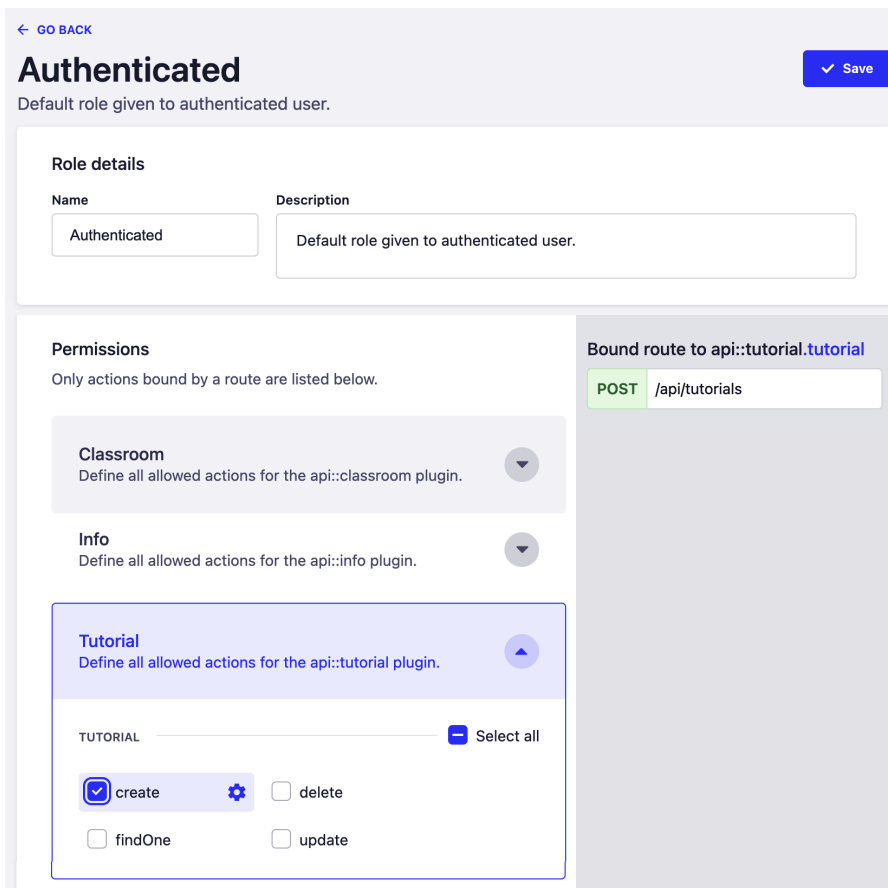 GO BACK
Authenticated
Save
Default role given to authenticated user.
Role details
Name
Description
Authenticated
Default role given to authenticated user.
Permissions
Only actions bound by a route are listed below.
Bound route to api::tutorial.tutorial
POST /api/tutorials
Classroom
Define all allowed actions for the api::classroom plugin.
Info
Define all allowed actions for the api::info plugin.
Tutorial
Define all allowed actions for the api::tutorial plugin.
TUTORIAL
Select all
create
delete
findOne
update